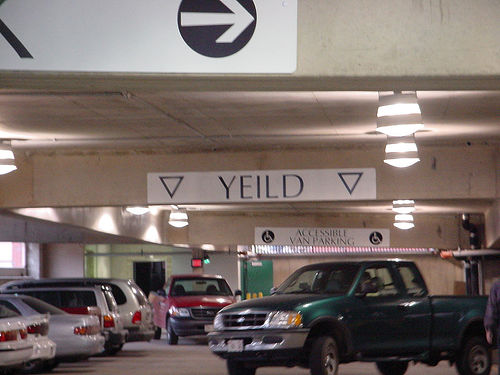 YEILD
ACCESSIBLE
VAN PARKING